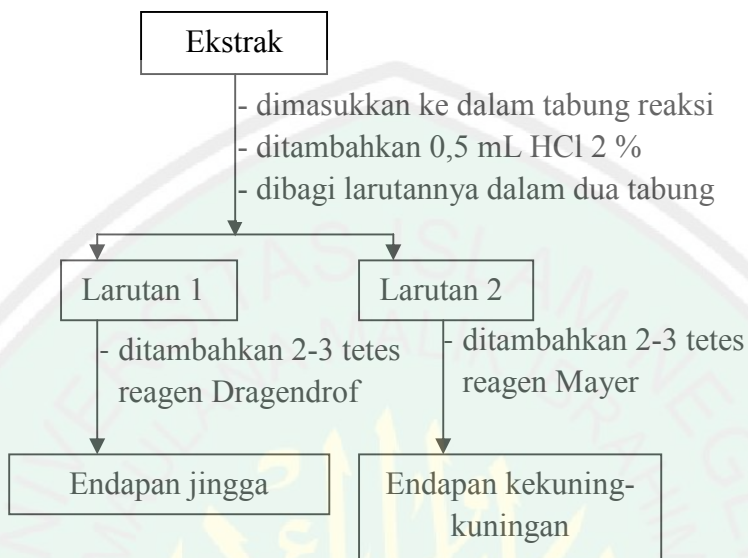 Ekstrak
- dimasukkan ke dalam tabung reaksi
- ditambahkan 0,5 mL HCl 2 %
- dibagi larutannya dalam dua tabung
Larutan 1
Larutan 2
- ditambahkan 2-3 tetes
reagen Dragendrof
- ditambahkan 2-3 tetes
reagen Mayer
Endapan jingga
Endapan kekuning-
kuningan